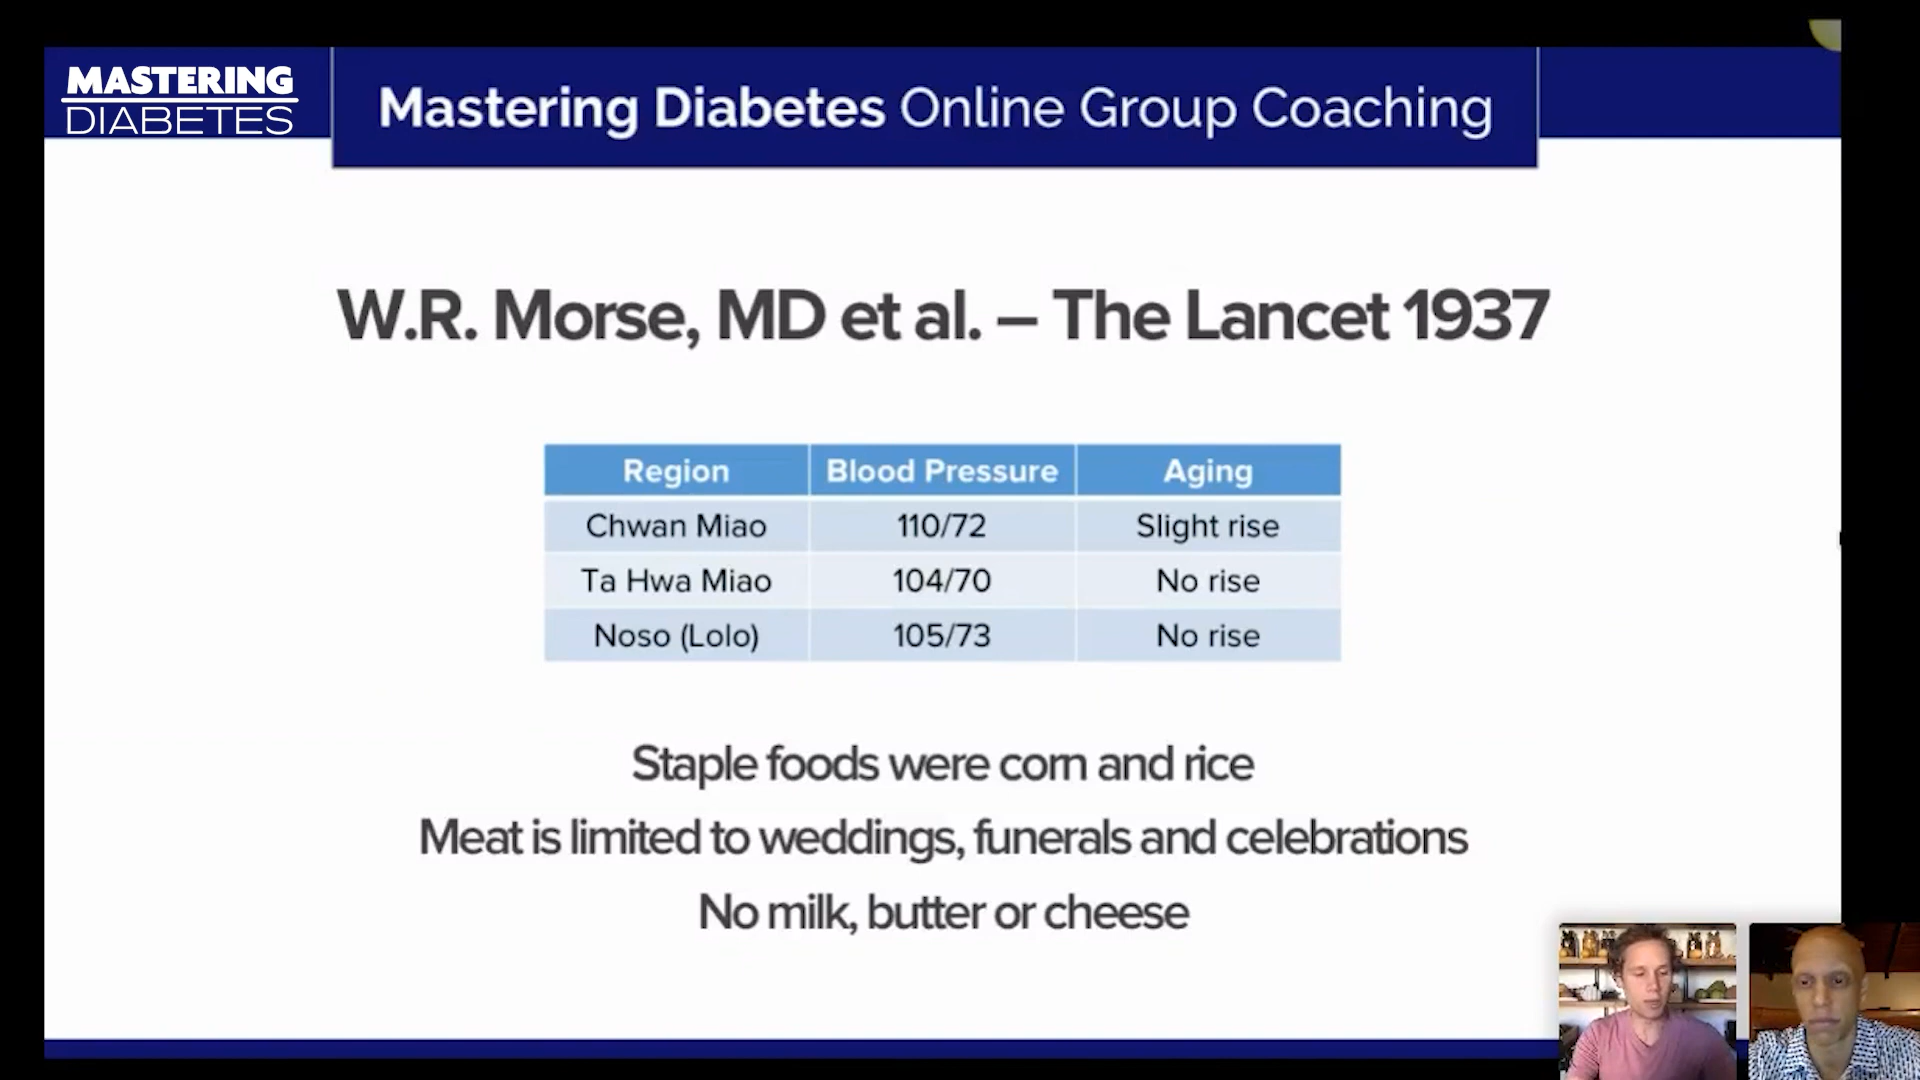 MASTERING
DIABETES
Mastering Diabetes Online Group Coaching
W.R. Morse, MD et al. – The Lancet 1937
Region Blood Pressure Aging
Chwan Miao 110/72 Slight rise
Ta Hwa Miao 104/70 No rise
Noso (Lolo) 105/73 No rise
Staple foods were corn and rice
Meat is limited to weddings, funerals and celebrations
No milk, butter or cheese